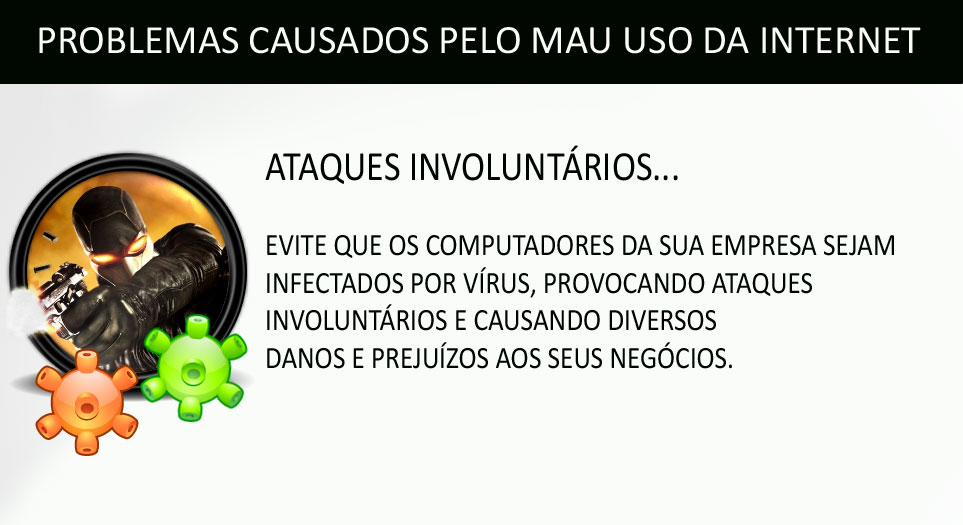 PROBLEMAS CAUSADOS PELO MAU USO DA INTERNET
ATAQUES INVOLUNTÁRIOS...
EVITE QUE OS COMPUTADORES DA SUA EMPRESA SEJAM
INFECTADOS POR VÍRUS, PROVOCANDO ATAQUES
INVOLUNTÁRIOS E CAUSANDO DIVERSOS
DANOS E PREJUÍZOS AOS SEUS NEGÓCIOS.